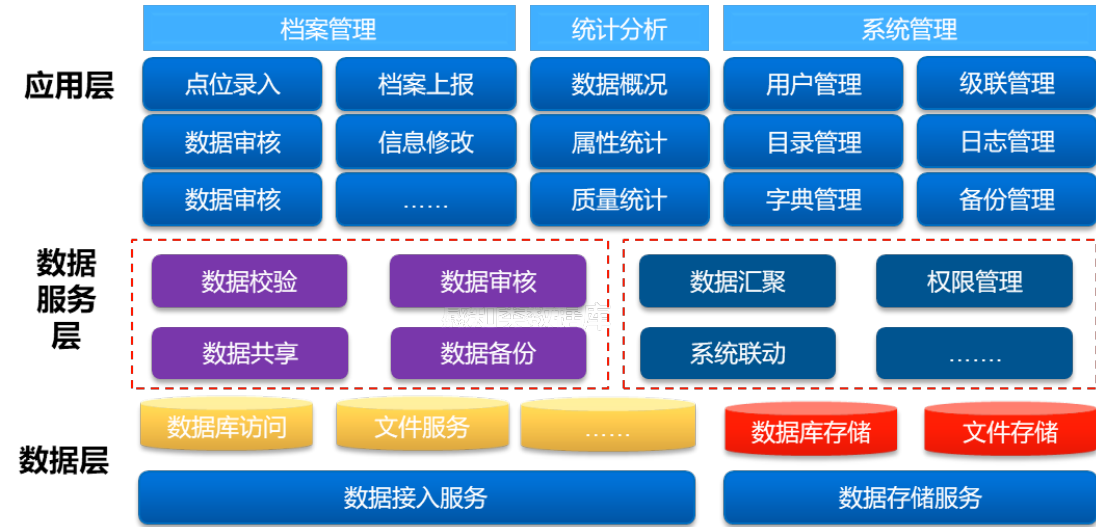 档案管理 统计分析 系统管理
应用层
点位录入 档案上报 数据概况 用户管理 级联管理
数据审核 信息修改 属性统计 目录管理 日志管理
数据审核 …… 质量统计 字典管理 备份管理
数据
服务
层
数据校验 数据审核 数据汇聚 权限管理
数据共享 数据备份 系统联动 …….
数据层
数据库访问 文件服务 …… 数据库存储 文件存储
数据接入服务 数据存储服务